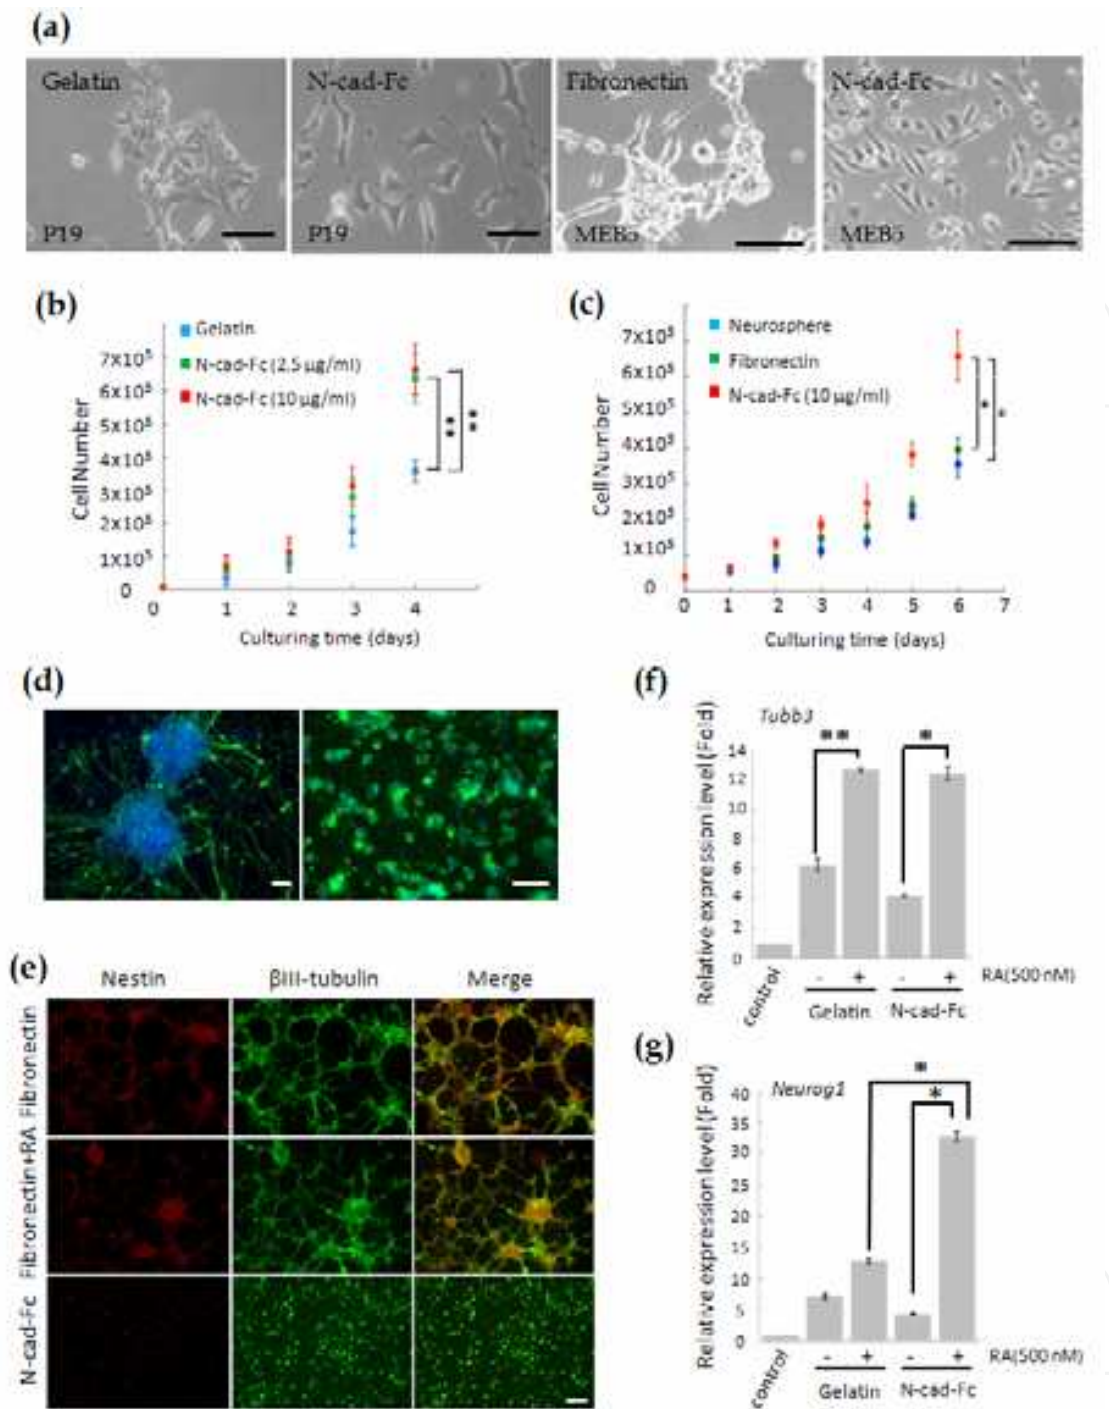 (a)
Gelatin
N-cad-Fc
Fibronectin
N-cad-Fc
P19
P19
MEB5
MEB5
(b)
Gelatin
N-cad-Fc (2.5 µg/ml)
N-cad-Fc (10 µg/ml)
Cell Number
7X10⁵
6X10⁵
5X10⁵
4X10⁵
3X10⁵
2X10⁵
1X10⁵
0
**
**
0 1 2 3 4
Culturing time (days)
(c)
Neurosphere
Fibronectin
N-cad-Fc (10 µg/ml)
Cell Number
7X10⁵
6X10⁵
5X10⁵
4X10⁵
3X10⁵
2X10⁵
1X10⁵
0
*
*
0 1 2 3 4 5 6 7
Culturing time (days)
(d)
(e)
Nestin
βIII-tubulin
Merge
Fibronectin
Fibronectin+RA
N-cad-Fc
(f)
Tubb3
** *
Relative expression level (Fold)
14
12
10
8
6
4
2
0
control
- + - +
RA(500 nM)
Gelatin
N-cad-Fc
(g)
Neurog1
*
*
Relative expression level (Fold)
40
35
30
25
20
15
10
5
0
control
- + - +
RA(500 nM)
Gelatin
N-cad-Fc